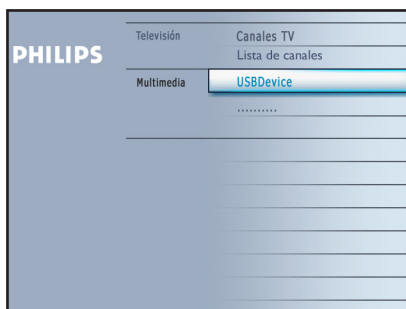 PHILIPS
Televisión
Canales TV
Lista de canales
Multimedia
USBDevice
..........